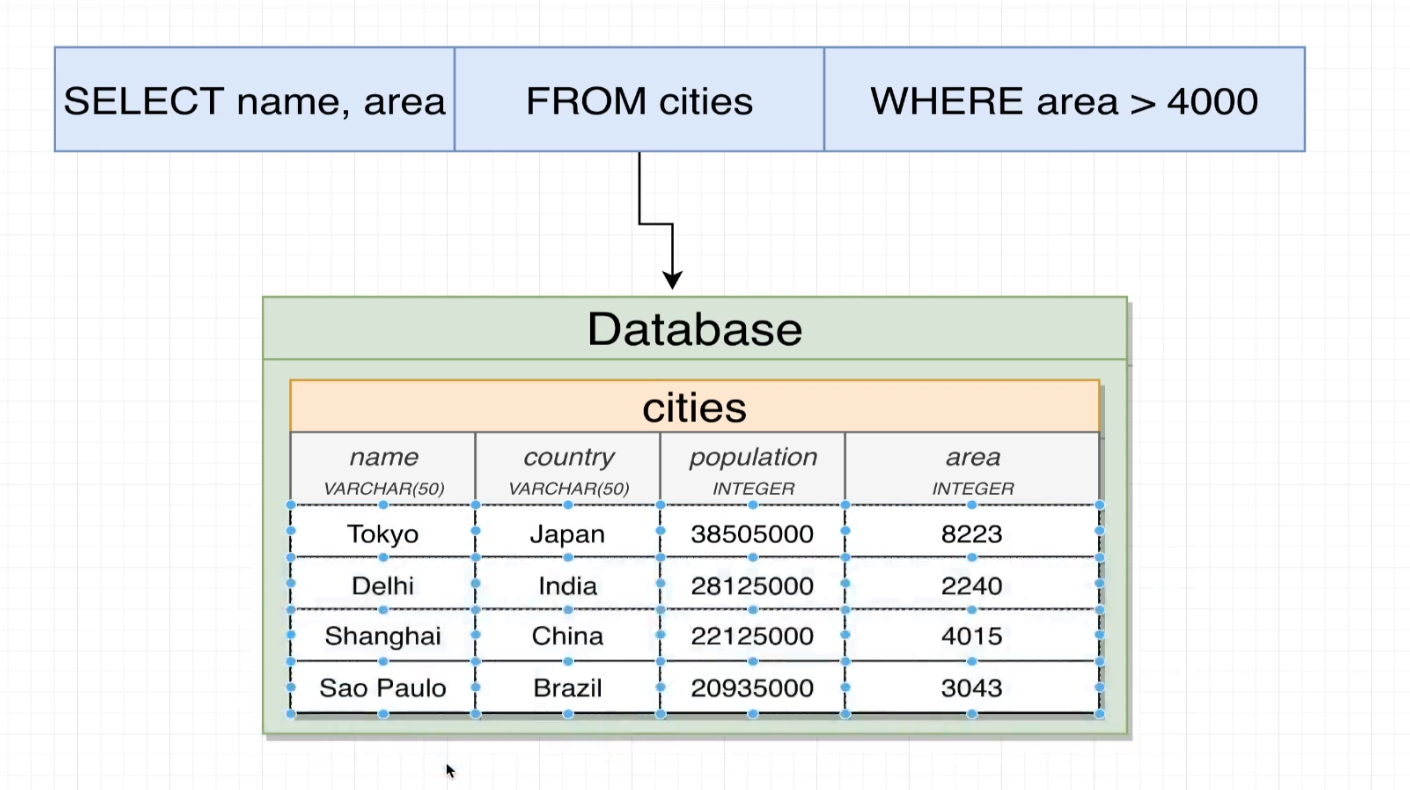 SELECT name, area FROM cities WHERE area > 4000
Database
cities
name country population area
VARCHAR(50) VARCHAR(50) INTEGER INTEGER
Tokyo Japan 38505000 8223
Delhi India 28125000 2240
Shanghai China 22125000 4015
Sao Paulo Brazil 20935000 3043